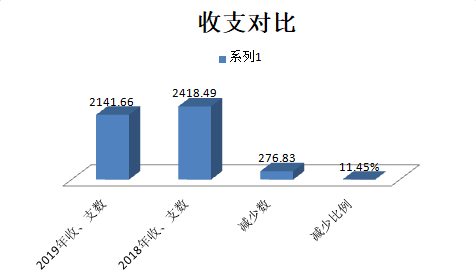 收支对比
系列1
2141.66
2418.49
276.83
11.45%
2019年收、支数
2018年收、支数
减少数
减少比例